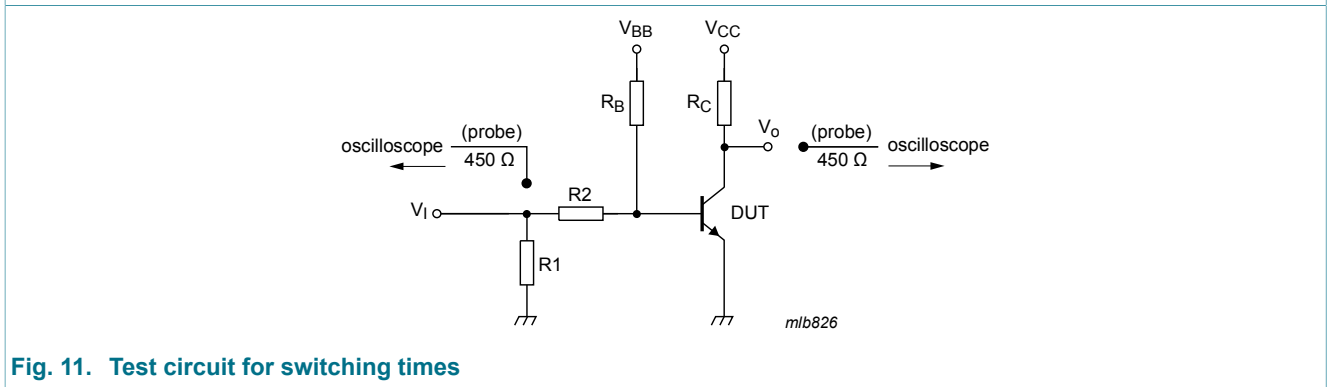 VBB
VCC
RB
RC
Vo
(probe)
450 Ω
oscilloscope
(probe)
450 Ω
oscilloscope
R2
VI
DUT
R1
mlb826
Fig. 11. Test circuit for switching times